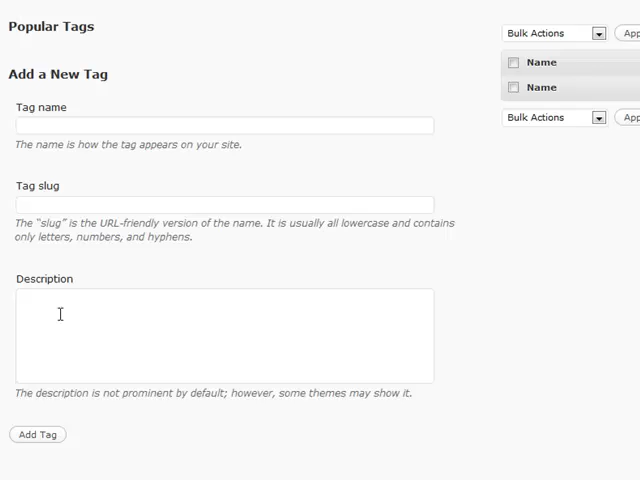 Popular Tags
Add a New Tag
Tag name
The name is how the tag appears on your site.
Tag slug
The “slug” is the URL-friendly version of the name. It is usually all lowercase and contains
only letters, numbers, and hyphens.
Description
The description is not prominent by default; however, some themes may show it.
Add Tag
Bulk Actions
App
Name
Name
Bulk Actions
App